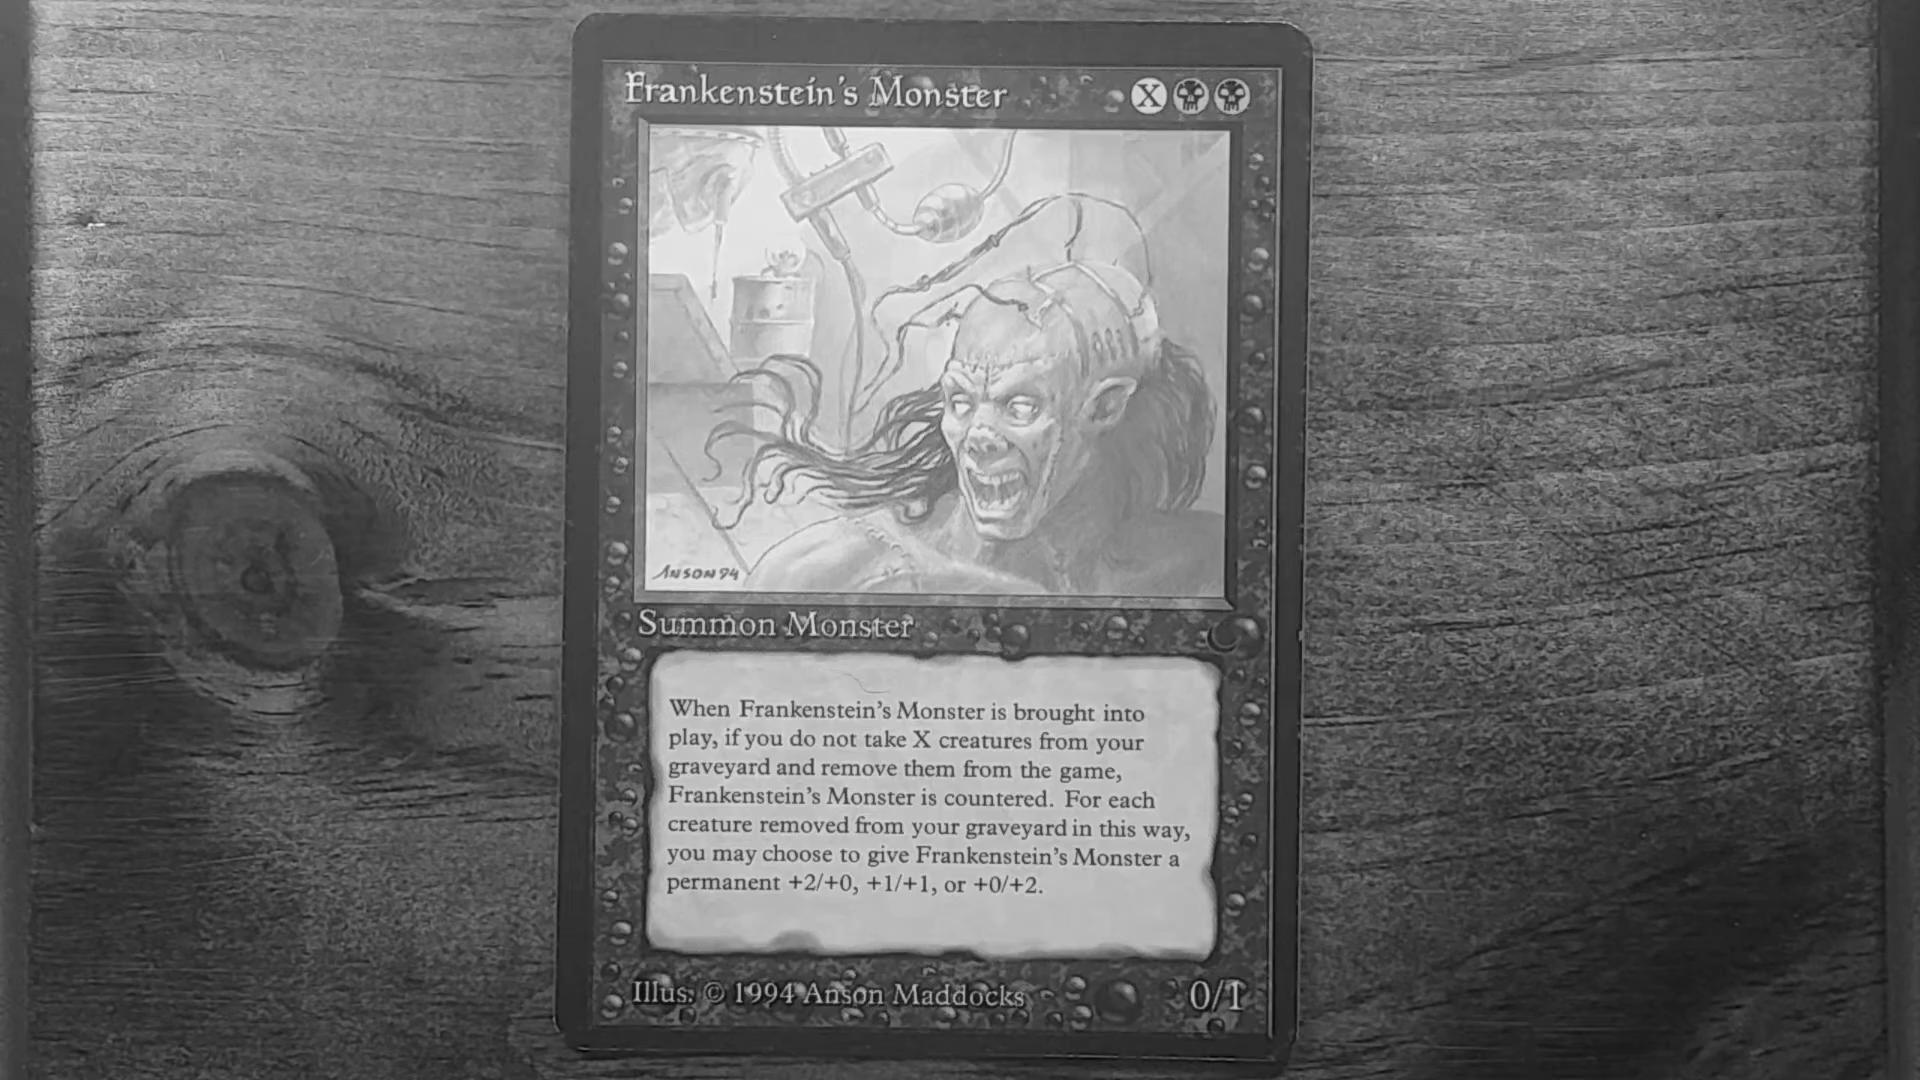 Frankenstein's Monster X
ANSON 94
Summon Monster
When Frankenstein's Monster is brought into
play, if you do not take X creatures from your
graveyard and remove them from the game,
Frankenstein's Monster is countered. For each
creature removed from your graveyard in this way,
you may choose to give Frankenstein's Monster a
permanent +2/+0, +1/+1, or +0/+2.
Illus. © 1994 Anson Maddocks 0/1